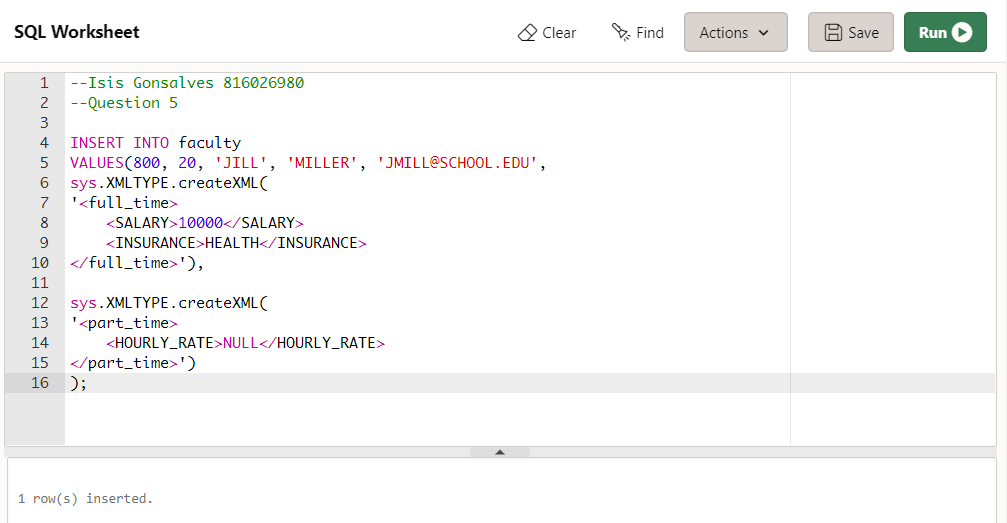 SQL Worksheet
Clear
Find
Actions
Save
Run
1 --Isis Gonsalves 816026980
2 --Question 5
3
4 INSERT INTO faculty
5 VALUES(800, 20, 'JILL', 'MILLER', 'JMILL@SCHOOL.EDU',
6 sys.XMLTYPE.createXML(
7 '<full_time>
8     <SALARY>10000</SALARY>
9     <INSURANCE>HEALTH</INSURANCE>
10 </full_time>'),
11
12 sys.XMLTYPE.createXML(
13 '<part_time>
14     <HOURLY_RATE>NULL</HOURLY_RATE>
15 </part_time>')
16 );
1 row(s) inserted.